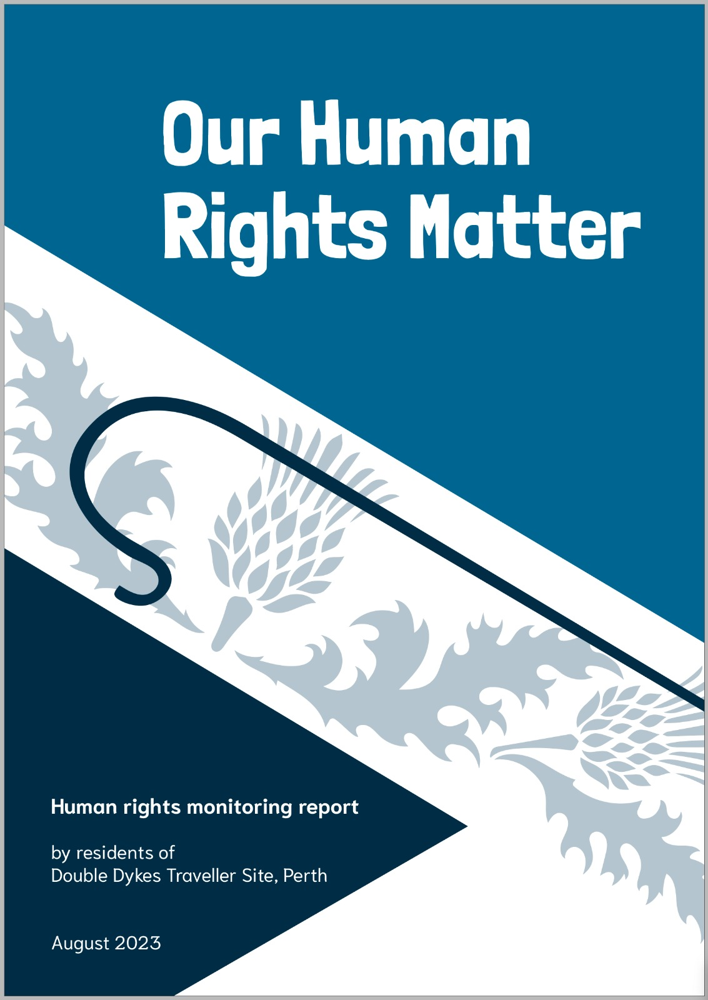 Our Human
Rights Matter
Human rights monitoring report
by residents of
Double Dykes Traveller Site, Perth
August 2023